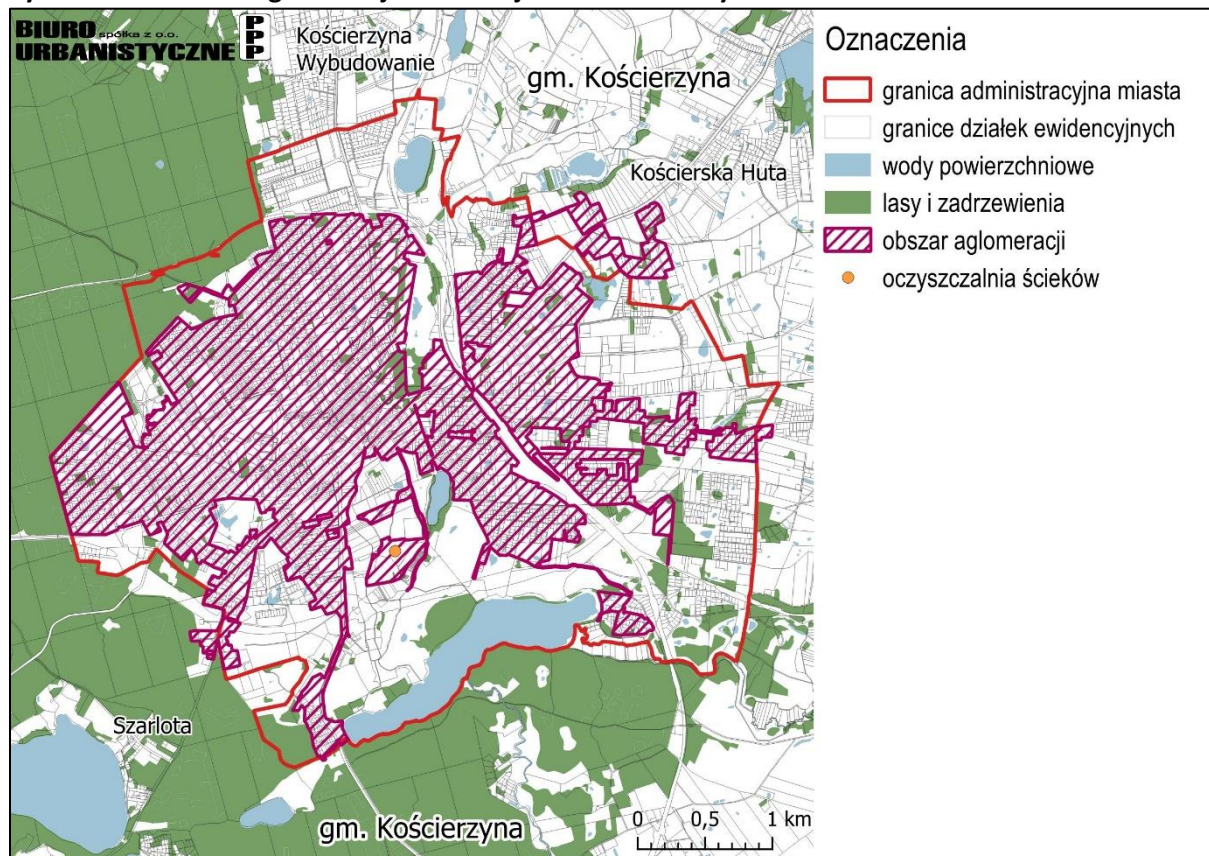 BIURO spółka z o.o.
URBANISTYCZNE
PPP
Kościerzyna
Wybudowanie
gm. Kościerzyna
Kościerska Huta
Szarlota
gm. Kościerzyna
0 0,5 1 km
Oznaczenia
granica administracyjna miasta
granice działek ewidencyjnych
wody powierzchniowe
lasy i zadrzewienia
obszar aglomeracji
oczyszczalnia ścieków